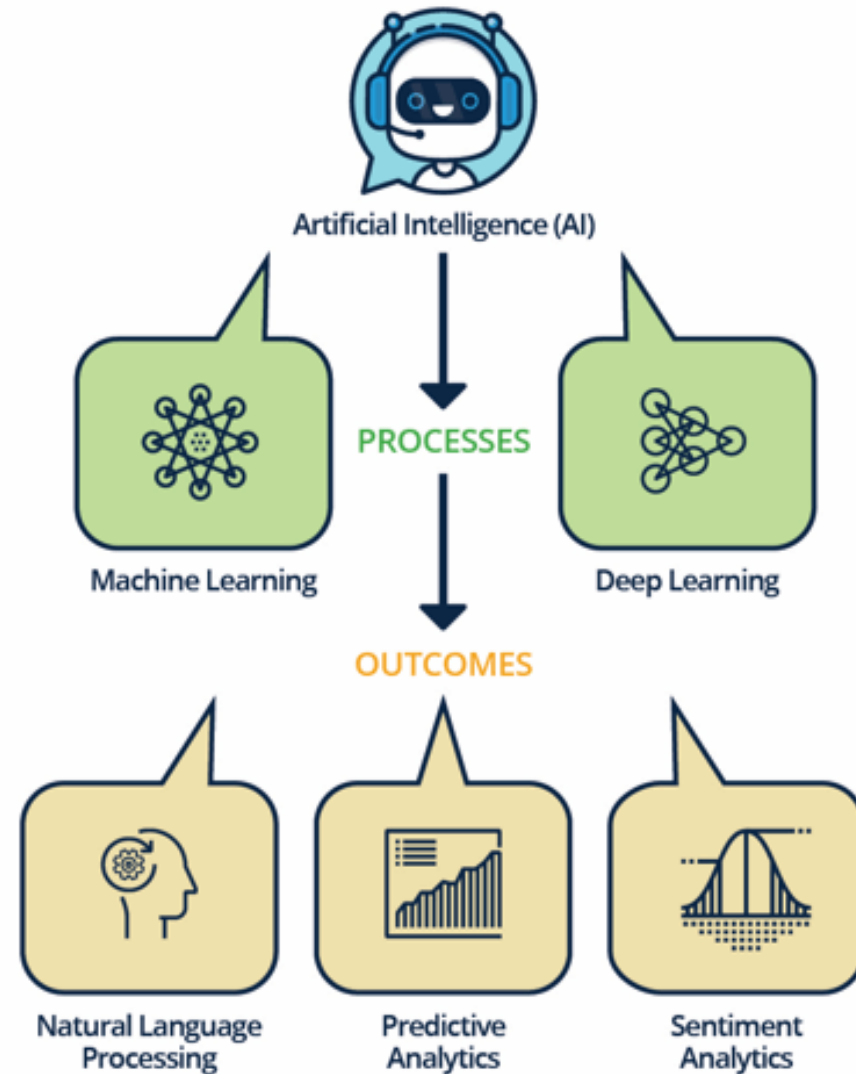 Artificial Intelligence (AI)
PROCESSES
Machine Learning
Deep Learning
OUTCOMES
Natural Language
Processing
Predictive
Analytics
Sentiment
Analytics